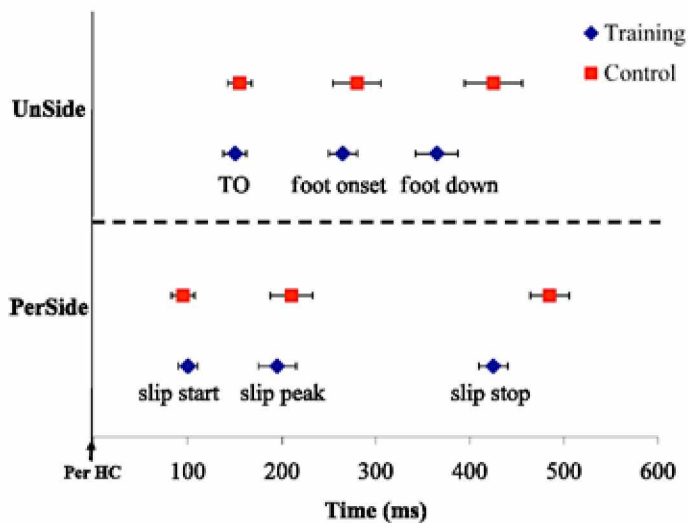 Training
Control
UnSide
TO foot onset foot down
PerSide
slip start slip peak slip stop
Per HC 100 200 300 400 500 600
Time (ms)